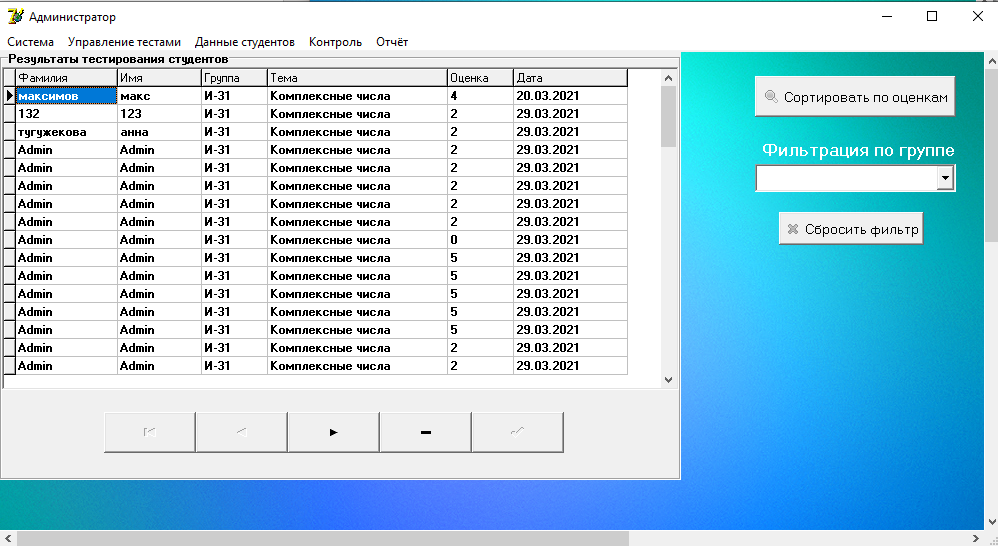 Администратор
Система Управление тестами Данные студентов Контроль Отчёт
Результаты тестирования студентов
Фамилия Имя Группа Тема Оценка Дата
максимов макс И-31 Комплексные числа 4 20.03.2021
132 123 И-31 Комплексные числа 2 29.03.2021
тугужекова анна И-31 Комплексные числа 2 29.03.2021
Admin Admin И-31 Комплексные числа 2 29.03.2021
Admin Admin И-31 Комплексные числа 2 29.03.2021
Admin Admin И-31 Комплексные числа 2 29.03.2021
Admin Admin И-31 Комплексные числа 2 29.03.2021
Admin Admin И-31 Комплексные числа 2 29.03.2021
Admin Admin И-31 Комплексные числа 0 29.03.2021
Admin Admin И-31 Комплексные числа 5 29.03.2021
Admin Admin И-31 Комплексные числа 5 29.03.2021
Admin Admin И-31 Комплексные числа 5 29.03.2021
Admin Admin И-31 Комплексные числа 5 29.03.2021
Admin Admin И-31 Комплексные числа 5 29.03.2021
Admin Admin И-31 Комплексные числа 2 29.03.2021
Admin Admin И-31 Комплексные числа 2 29.03.2021
Сортировать по оценкам
Фильтрация по группе
Сбросить фильтр